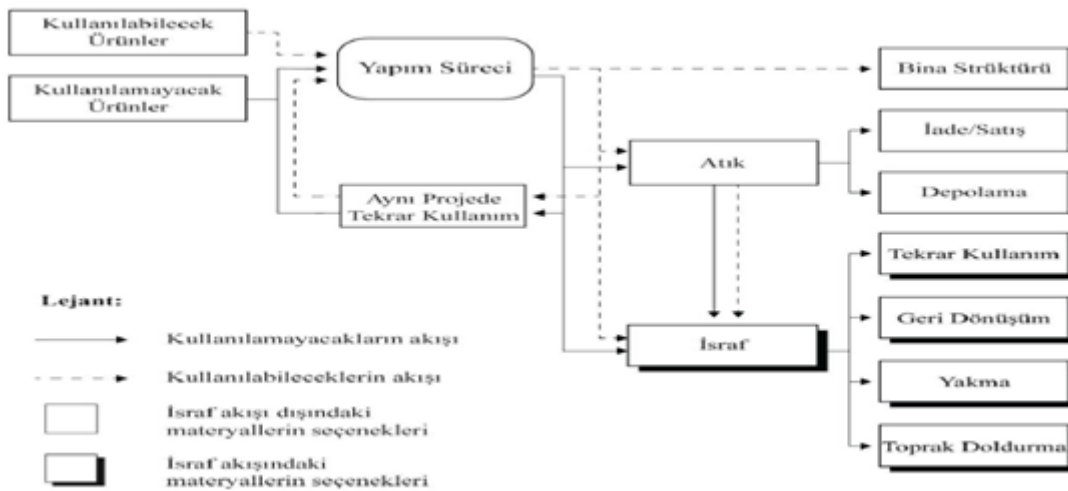 Kullanılabilecek
Ürünler
Kullanılamayacak
Ürünler
Yapım Süreci
Aynı Projede
Tekrar Kullanım
Atık
İsraf
Bina Strüktürü
İade/Satış
Depolama
Tekrar Kullanım
Geri Dönüşüm
Yakma
Toprak Doldurma
Lejant:
Kullanılamayacakların akışı
Kullanılabileceklerin akışı
İsraf akışı dışındaki
materyallerin seçenekleri
İsraf akışındaki
materyallerin seçenekleri